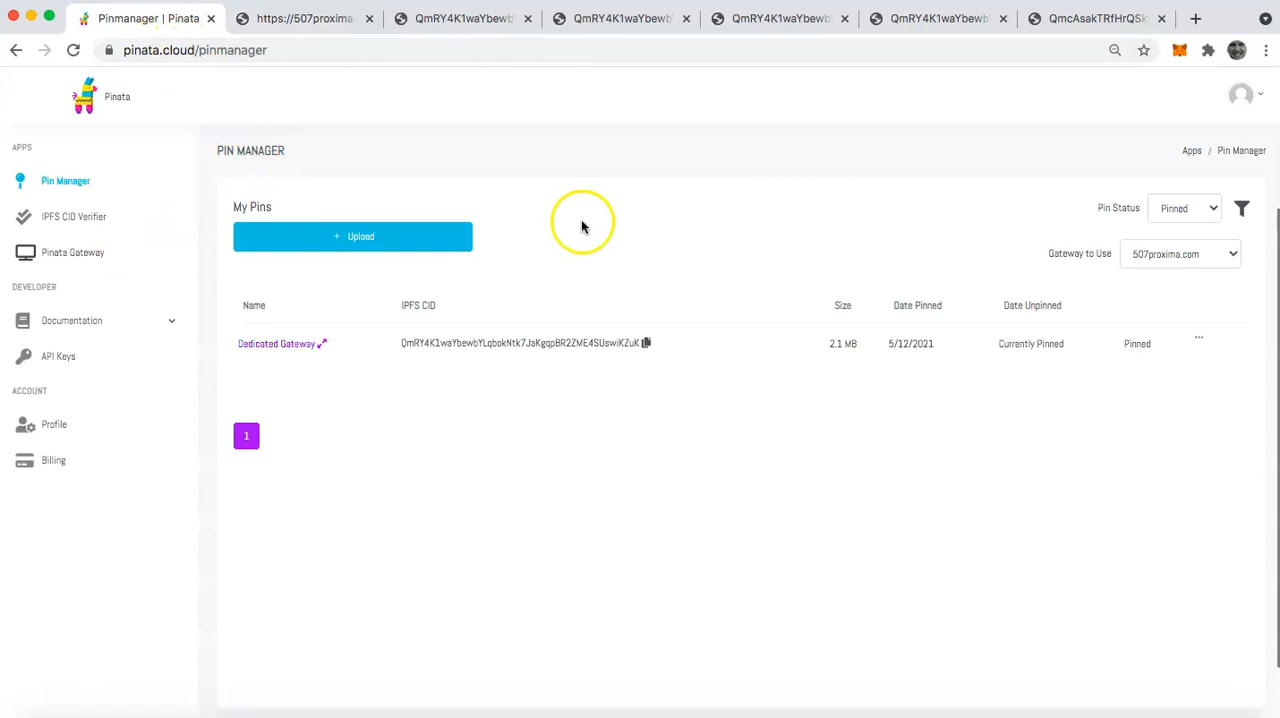 Pinmanager | Pinata
https://507proxima.
QmRY4K1waYbewb
QmRY4K1waYbewb
QmRY4K1waYbewb
QmRY4K1waYbewb
QmcAsakTRfHrQSk
pinata.cloud/pinmanager
Pinata
APPS
Pin Manager
IPFS CID Verifier
Pinata Gateway
DEVELOPER
Documentation
API Keys
ACCOUNT
Profile
Billing
PIN MANAGER
Apps / Pin Manager
My Pins
+ Upload
Pin Status Pinned
Gateway to Use 507proxima.com
Name IPFS CID Size Date Pinned Date Unpinned
Dedicated Gateway QmRY4K1waYbewbYLqbokNtk7JaKgqpBR2ZME4SUswiKZuK 2.1 MB 5/12/2021 Currently Pinned Pinned ...
1